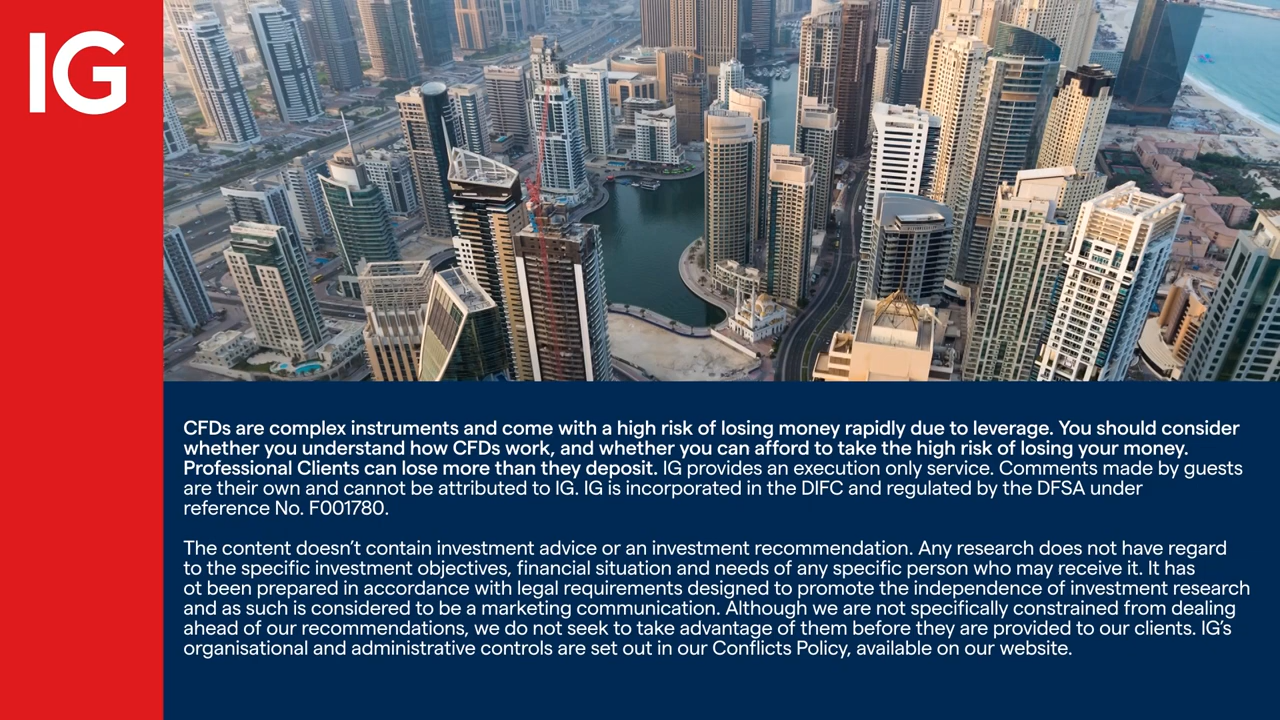 IG
CFDs are complex instruments and come with a high risk of losing money rapidly due to leverage. You should consider
whether you understand how CFDs work, and whether you can afford to take the high risk of losing your money.
Professional Clients can lose more than they deposit. IG provides an execution only service. Comments made by guests
are their own and cannot be attributed to IG. IG is incorporated in the DIFC and regulated by the DFSA under
reference No. F001780.
The content doesn’t contain investment advice or an investment recommendation. Any research does not have regard
to the specific investment objectives, financial situation and needs of any specific person who may receive it. It has
ot been prepared in accordance with legal requirements designed to promote the independence of investment research
and as such is considered to be a marketing communication. Although we are not specifically constrained from dealing
ahead of our recommendations, we do not seek to take advantage of them before they are provided to our clients. IG’s
organisational and administrative controls are set out in our Conflicts Policy, available on our website.